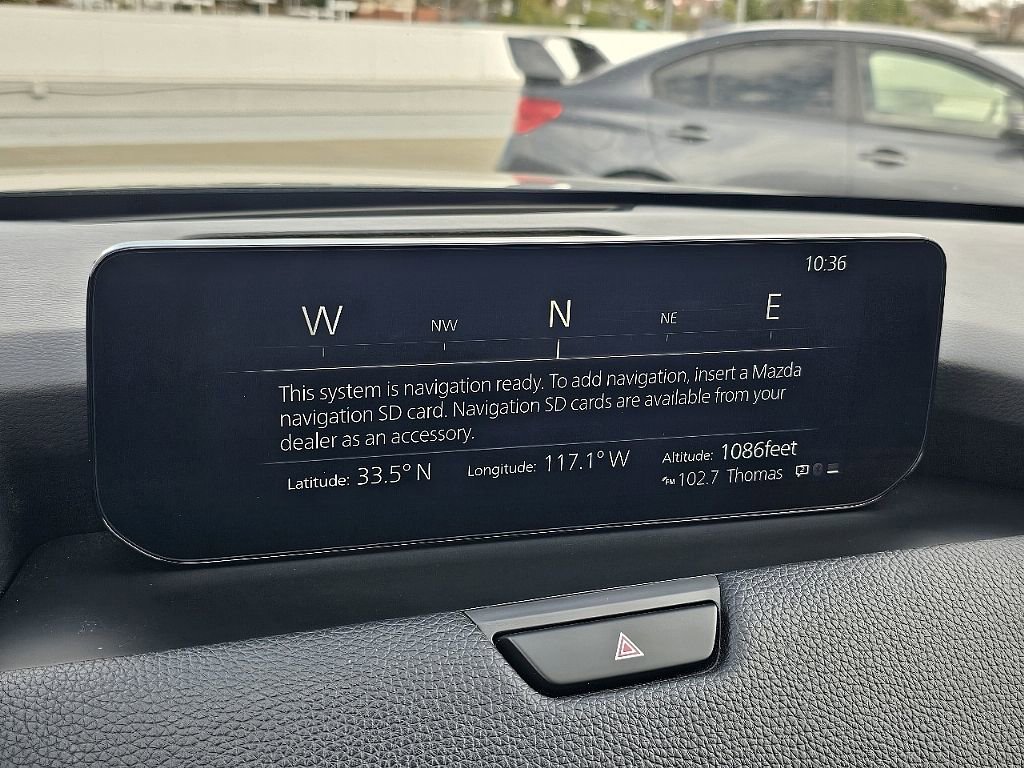 10:36
W NW N NE E
This system is navigation ready. To add navigation, insert a Mazda
navigation SD card. Navigation SD cards are available from your
dealer as an accessory.
Latitude: 33.5° N Longitude: 117.1° W Altitude: 1086feet
FM 102.7 Thomas